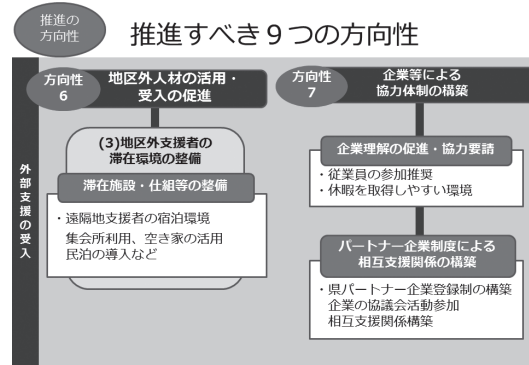 推進の
方向性
推進すべき９つの方向性
外部支援の受入
方向性
6
地区外人材の活用・
受入の促進
(3)地区外支援者の
滞在環境の整備
滞在施設・仕組等の整備
・遠隔地支援者の宿泊環境
集会所利用、空き家の活用
民泊の導入など
方向性
7
企業等による
協力体制の構築
企業理解の促進・協力要請
・従業員の参加推奨
・休暇を取得しやすい環境
パートナー企業制度による
相互支援関係の構築
・県パートナー企業登録制の構築
企業の協議会活動参加
相互支援関係構築